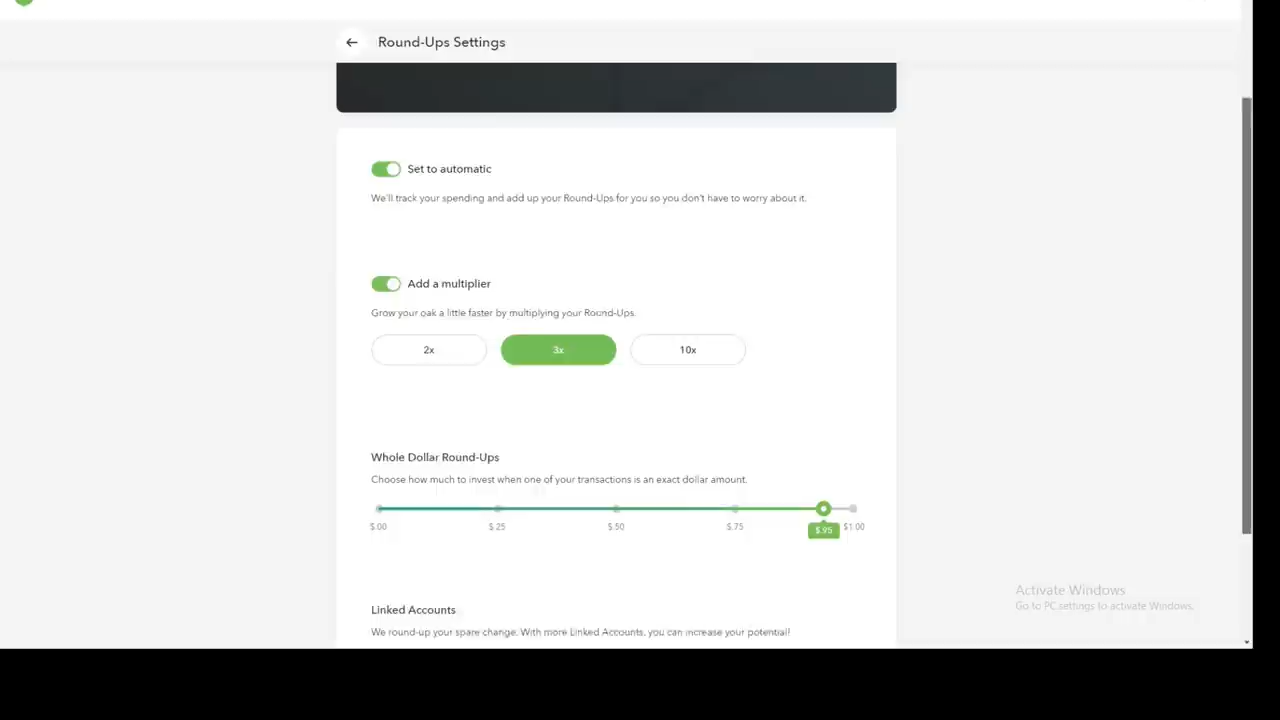 Round-Ups Settings
Set to automatic
We'll track your spending and add up your Round-Ups for you so you don't have to worry about it.
Add a multiplier
Grow your oak a little faster by multiplying your Round-Ups.
2x 3x 10x
Whole Dollar Round-Ups
Choose how much to invest when one of your transactions is an exact dollar amount.
$.00 $.25 $.50 $.75 $.95 $1.00
Activate Windows
Go to PC settings to activate Windows.
Linked Accounts
We round-up your spare change. With more Linked Accounts, you can increase your potential!